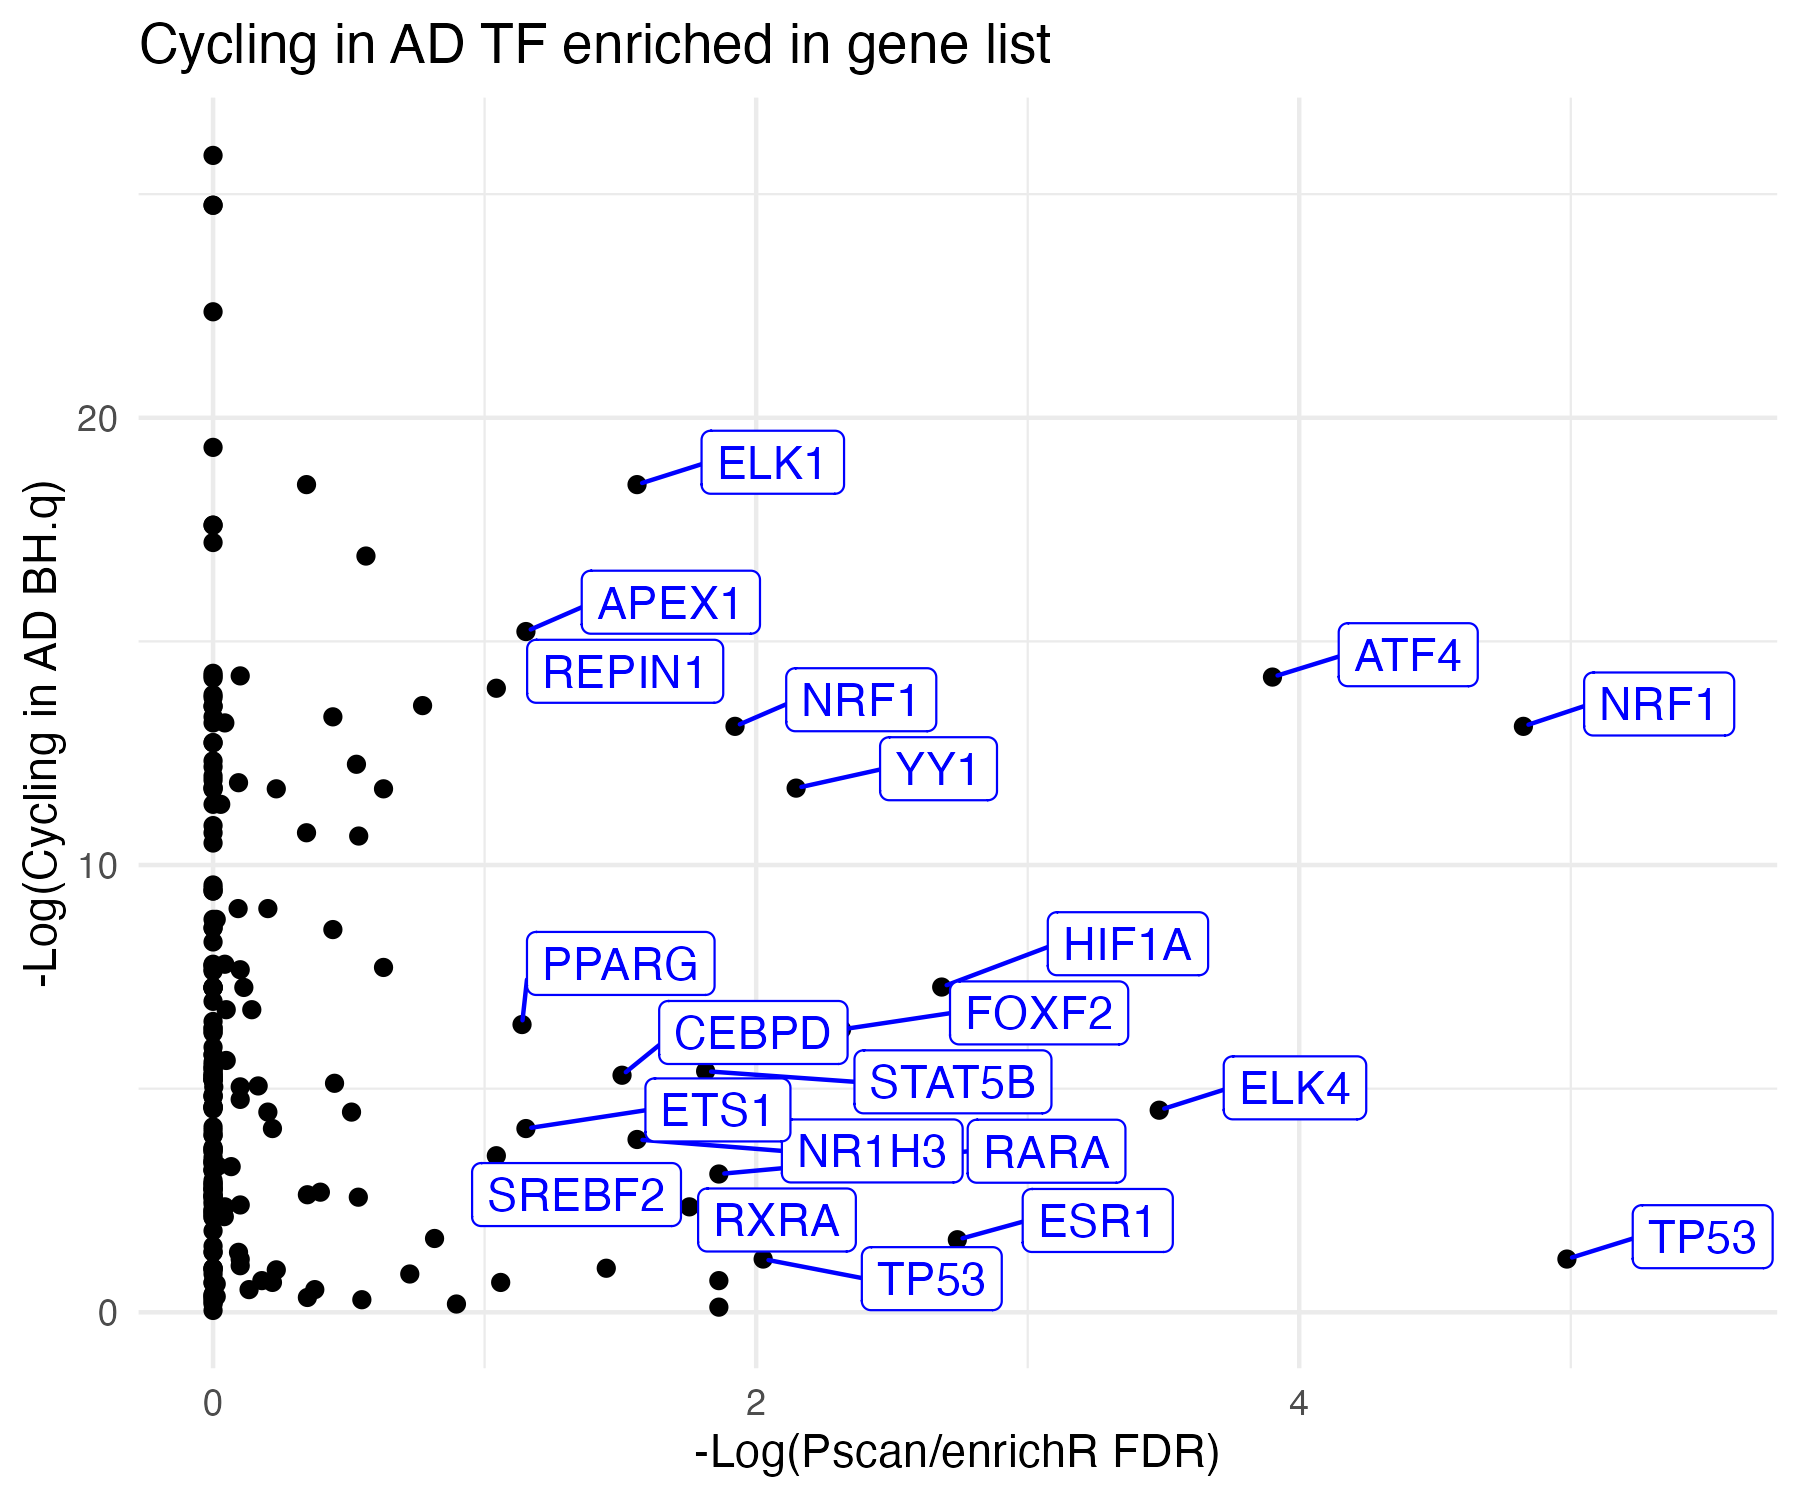 Cycling in AD TF enriched in gene list
-Log(Cycling in AD BH.q)
20
10
0
ELK1
APEX1
REPIN1
ATF4
NRF1
NRF1
YY1
HIF1A
PPARG
FOXF2
CEBPD
STAT5B
ELK4
ETS1
NR1H3
RARA
SREBF2
RXRA
ESR1
TP53
TP53
0
2
4
-Log(Pscan/enrichR FDR)